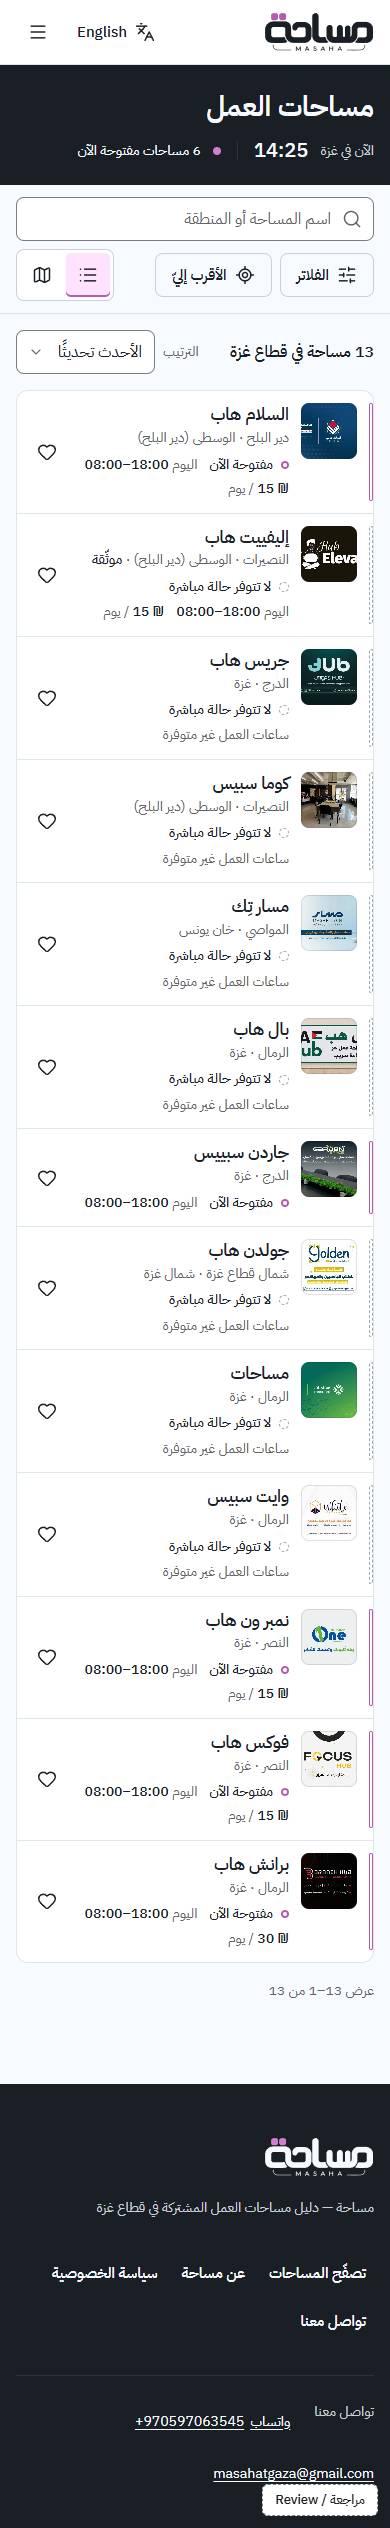 مساحة
MASAHA
English
مساحات العمل
الآن في غزة 14:25 6 مساحات مفتوحة الآن
اسم المساحة أو المنطقة
الفلاتر
الأقرب إليّ
13 مساحة في قطاع غزة
الترتيب
الأحدث تحديثًا
السلام هاب
دير البلح · الوسطى (دير البلح)
مفتوحة الآن اليوم 08:00–18:00
₪ 15 / يوم
Hub
Eleva
إليفييت هاب
النصيرات · الوسطى (دير البلح) · موثّقة
لا تتوفر حالة مباشرة
اليوم 08:00–18:00 ₪ 15 / يوم
جريس هاب
الدرج · غزة
لا تتوفر حالة مباشرة
ساعات العمل غير متوفرة
كوما سبيس
النصيرات · الوسطى (دير البلح)
لا تتوفر حالة مباشرة
ساعات العمل غير متوفرة
مسار
مسار تِك
المواصي · خان يونس
لا تتوفر حالة مباشرة
ساعات العمل غير متوفرة
بال هاب
الرمال · غزة
لا تتوفر حالة مباشرة
ساعات العمل غير متوفرة
جاردن سبييس
الدرج · غزة
مفتوحة الآن اليوم 08:00–18:00
Golden
جولدن هاب
شمال قطاع غزة · شمال غزة
لا تتوفر حالة مباشرة
ساعات العمل غير متوفرة
مساحات
الرمال · غزة
لا تتوفر حالة مباشرة
ساعات العمل غير متوفرة
وايت سبيس
الرمال · غزة
لا تتوفر حالة مباشرة
ساعات العمل غير متوفرة
One
نمبر ون هاب
النصر · غزة
مفتوحة الآن اليوم 08:00–18:00
₪ 15 / يوم
FOCUS
HUB
فوكس هاب
النصر · غزة
مفتوحة الآن اليوم 08:00–18:00
₪ 15 / يوم
برانش هاب
الرمال · غزة
مفتوحة الآن اليوم 08:00–18:00
₪ 30 / يوم
عرض 13–1 من 13
مساحة
MASAHA
مساحة — دليل مساحات العمل المشتركة في قطاع غزة
تصفّح المساحات عن مساحة سياسة الخصوصية
تواصل معنا
تواصل معنا
واتساب +970597063545
masahatgaza@gmail.com
مراجعة / Review